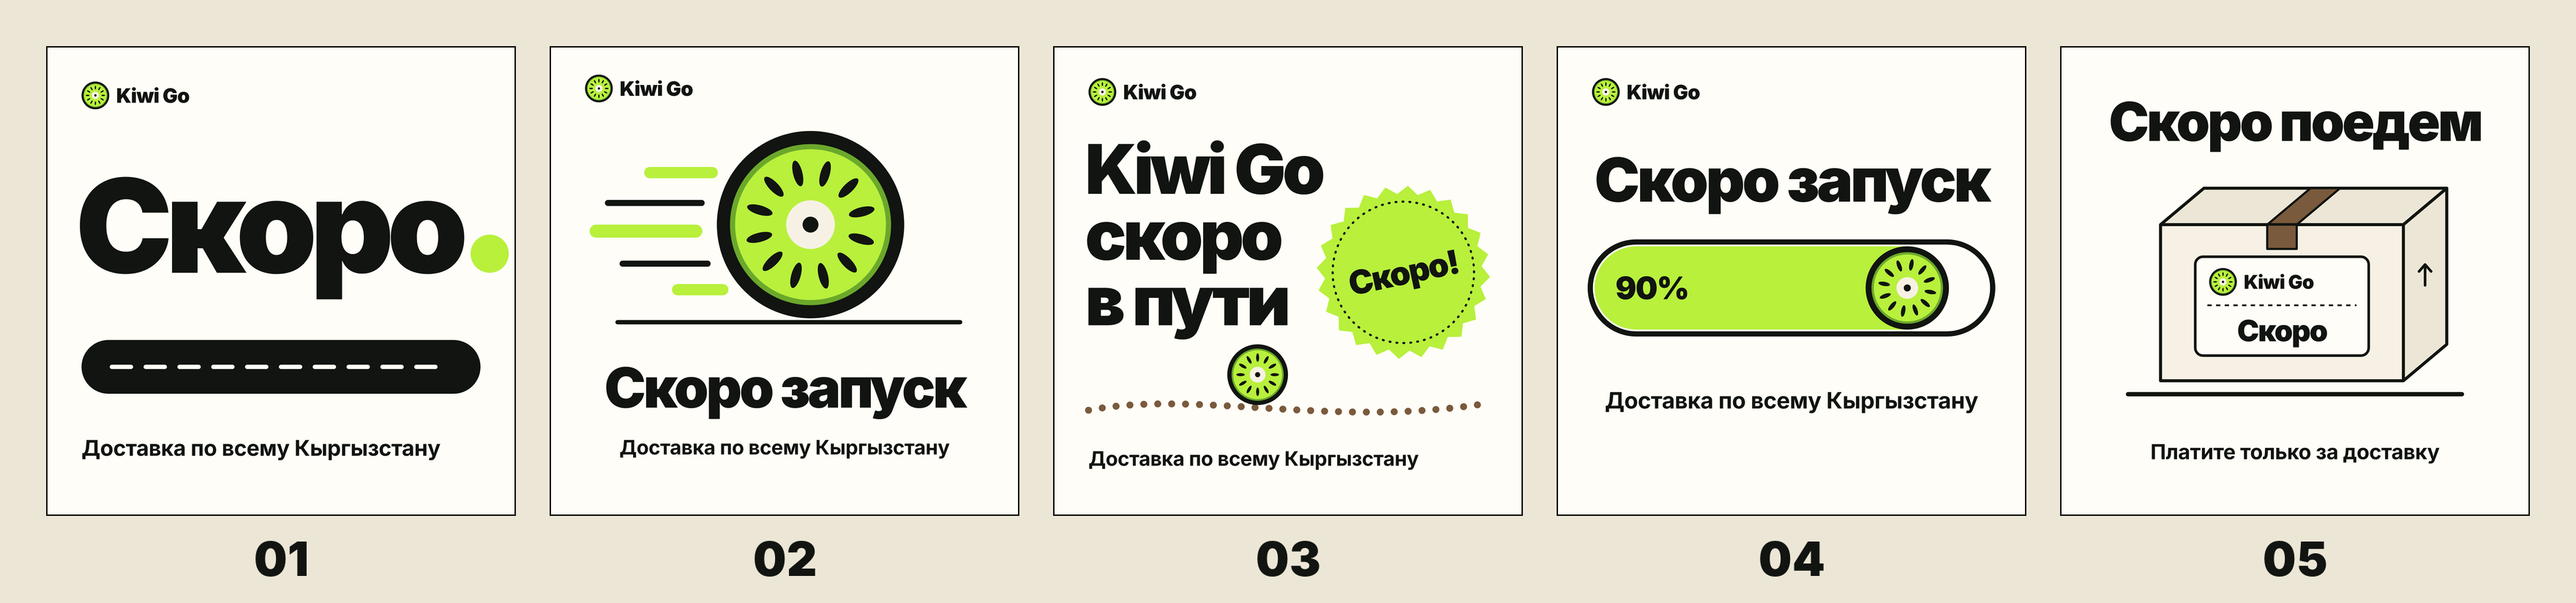 Kiwi Go
Скоро.
Доставка по всему Кыргызстану
01
Kiwi Go
Скоро запуск
Доставка по всему Кыргызстану
02
Kiwi Go
Kiwi Go
скоро
в пути
Скоро!
Доставка по всему Кыргызстану
03
Kiwi Go
Скоро запуск
90%
Доставка по всему Кыргызстану
04
Скоро поедем
Kiwi Go
Скоро
Платите только за доставку
05